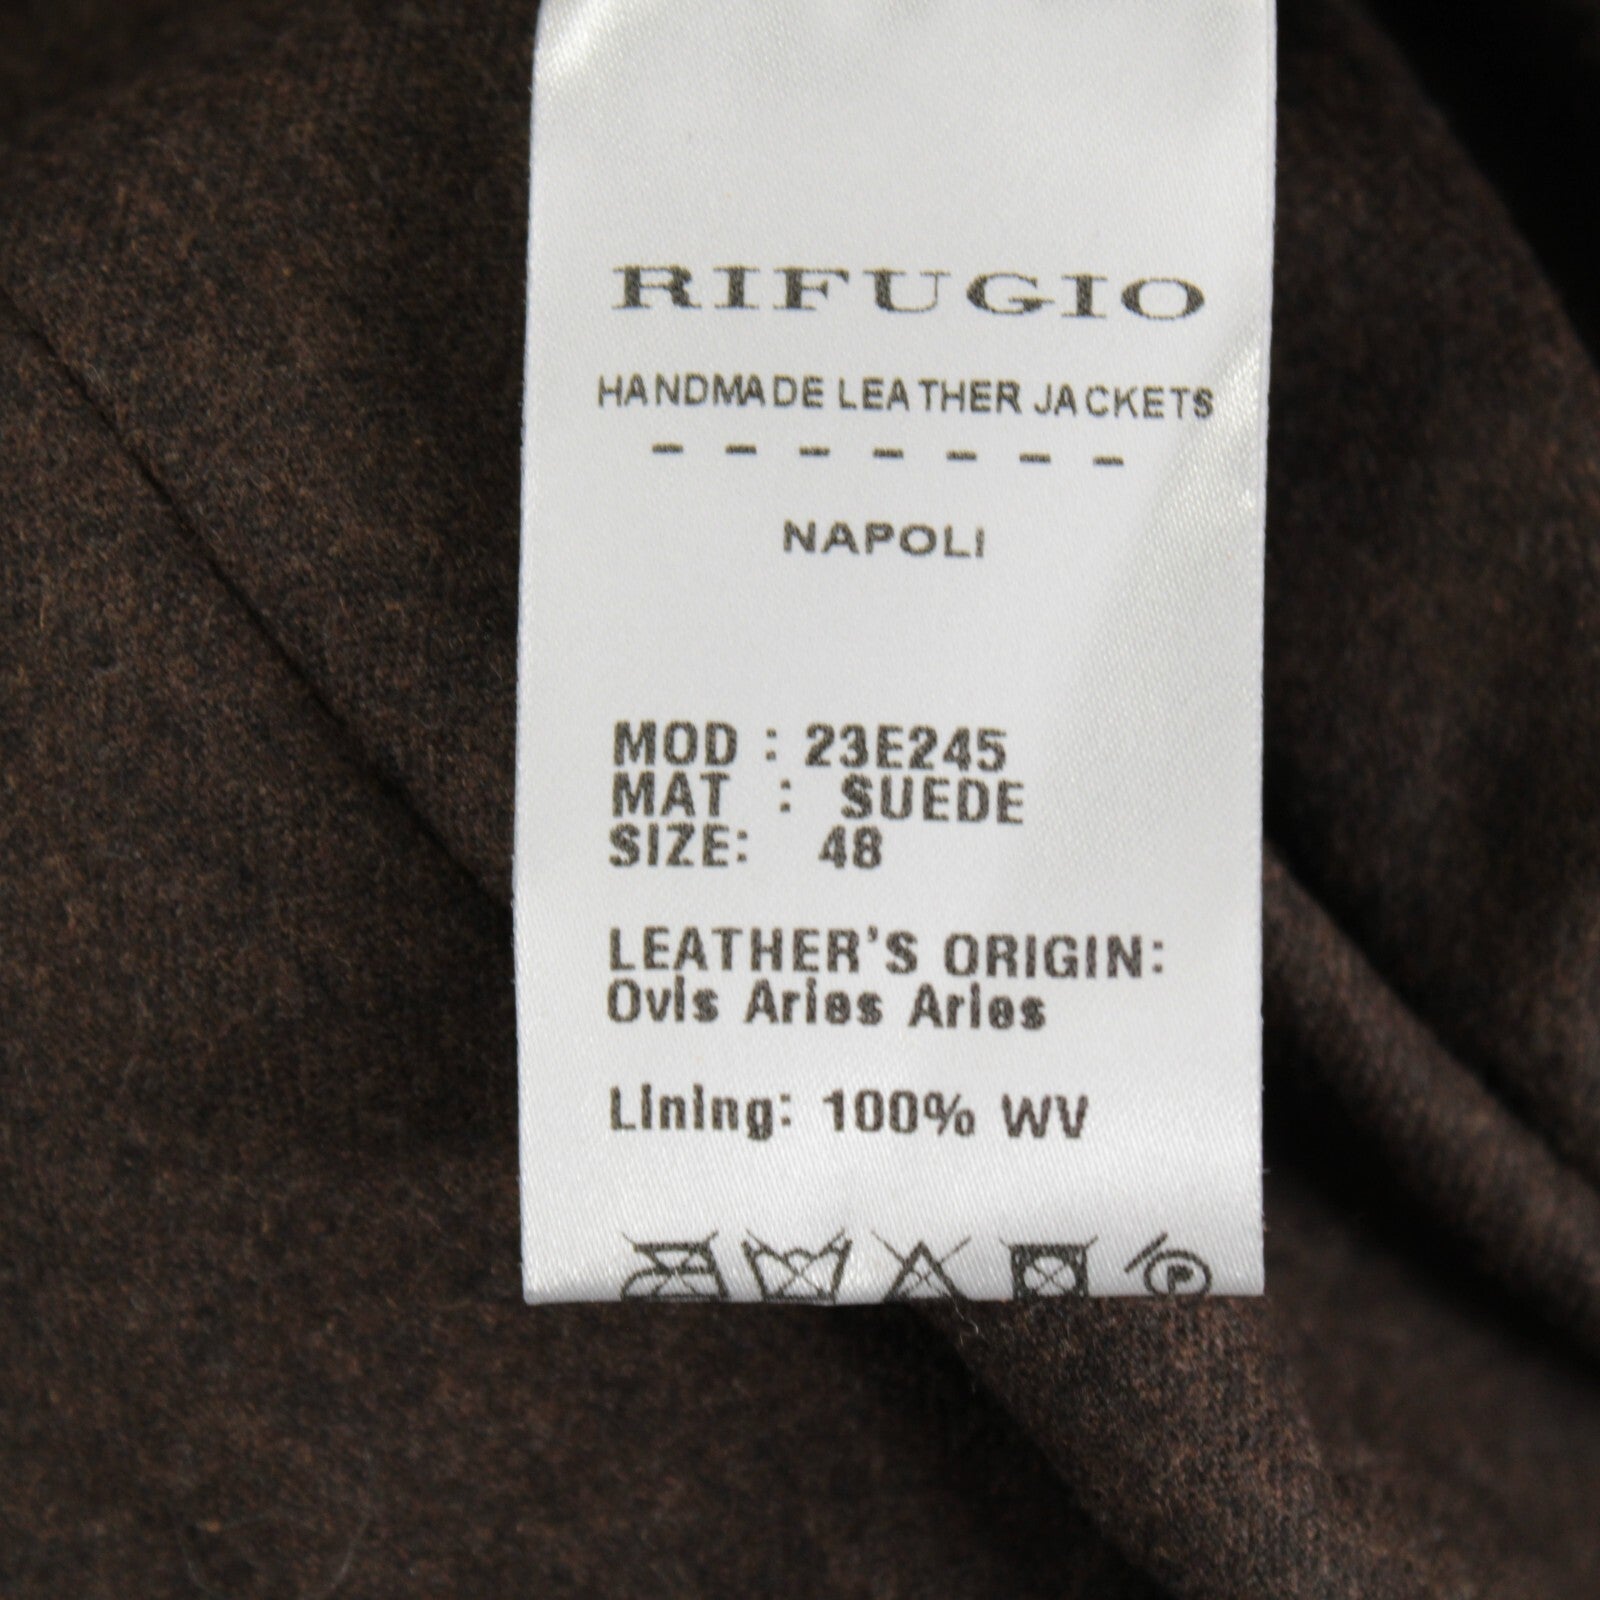 RIFUGIO
HANDMADE LEATHER JACKETS
- - - - - - -
NAPOLI
MOD : 23E245
MAT : SUEDE
SIZE: 48
LEATHER'S ORIGIN:
Ovis Aries Aries
Lining: 100% WV
P